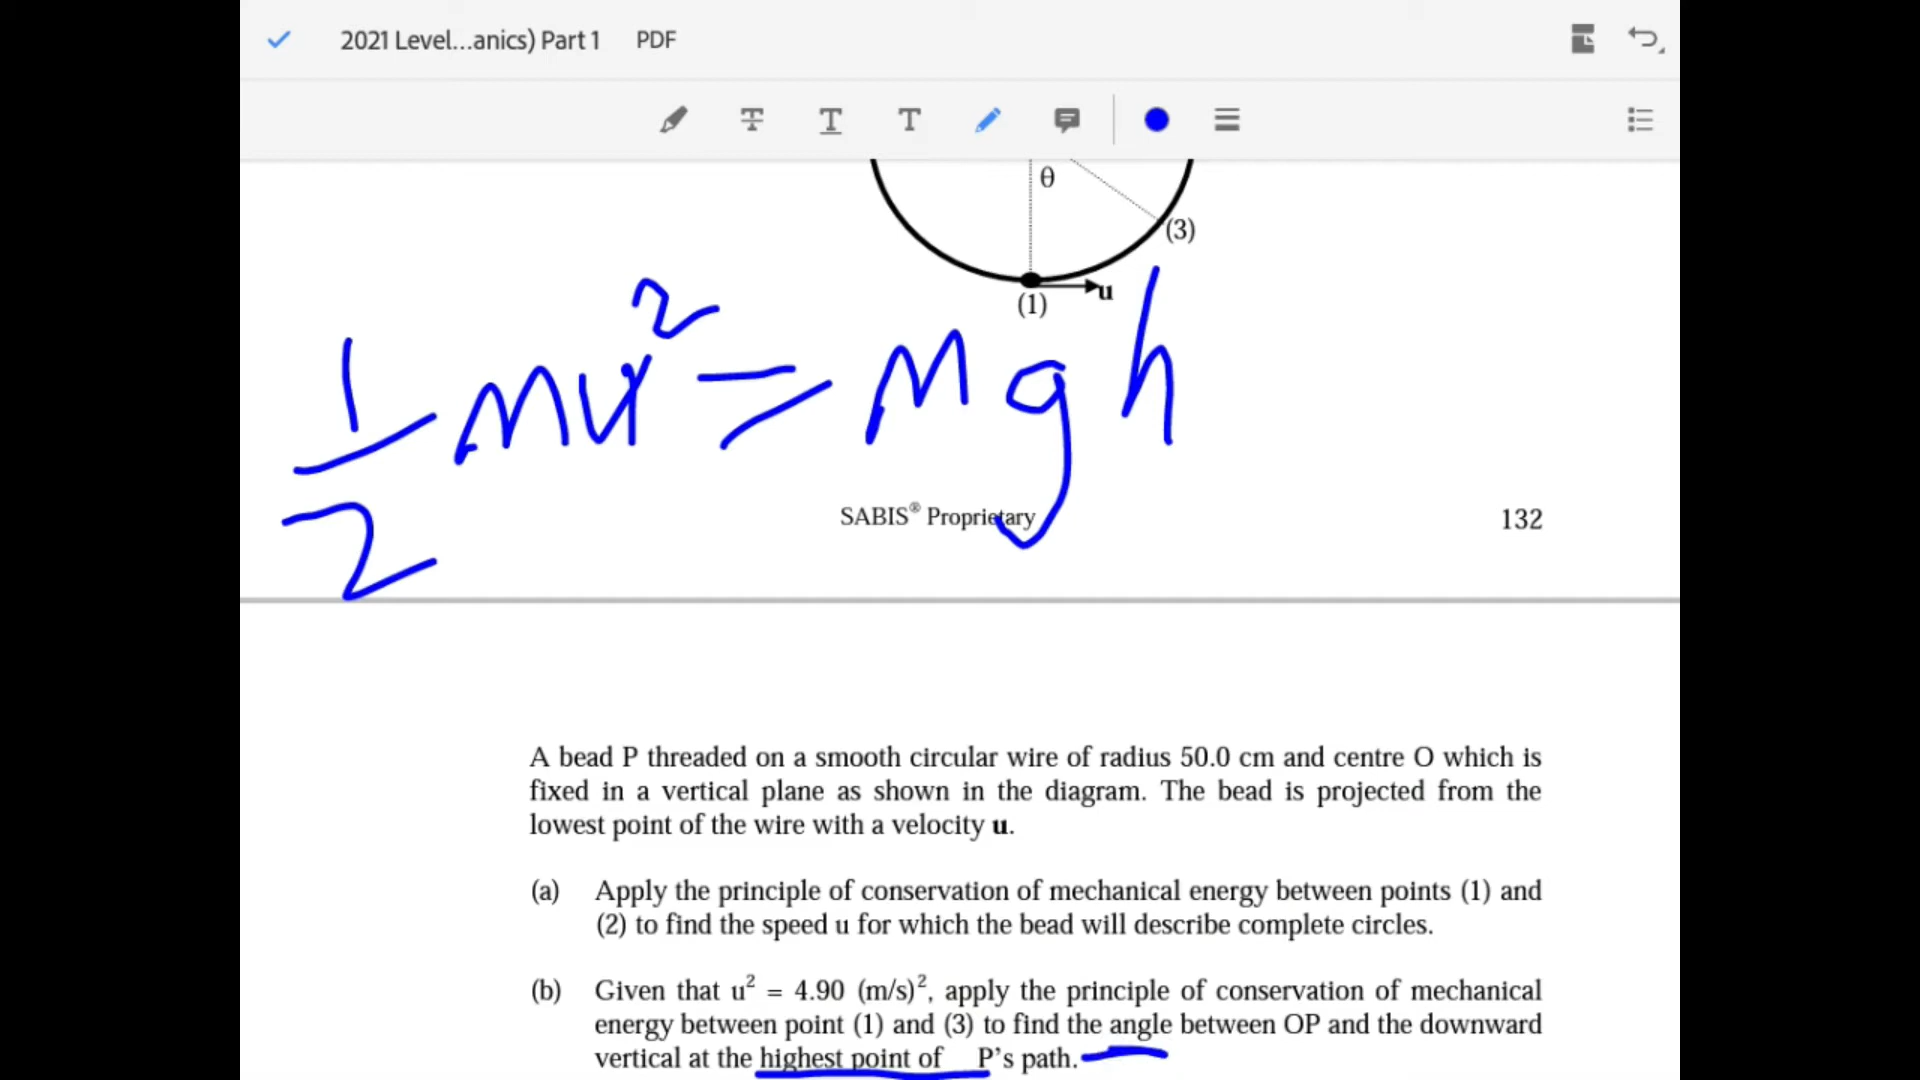 2021 Level...anics) Part 1 PDF
θ
(3)
u
(1)
1/2 mu² = mgh
SABIS® Proprietary 132
A bead P threaded on a smooth circular wire of radius 50.0 cm and centre O which is
fixed in a vertical plane as shown in the diagram. The bead is projected from the
lowest point of the wire with a velocity u.
(a) Apply the principle of conservation of mechanical energy between points (1) and
(2) to find the speed u for which the bead will describe complete circles.
(b) Given that u² = 4.90 (m/s)², apply the principle of conservation of mechanical
energy between point (1) and (3) to find the angle between OP and the downward
vertical at the highest point of P's path.